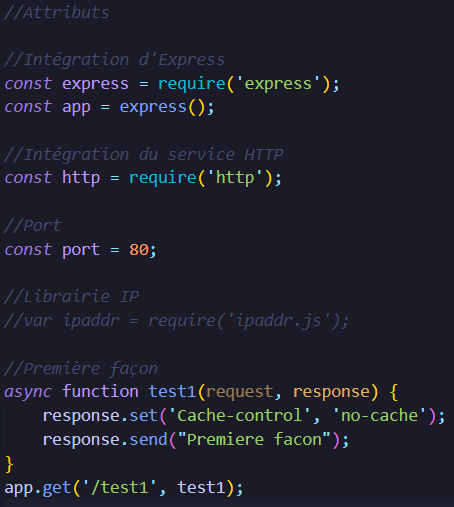 //Attributs
//Intégration d'Express
const express = require('express');
const app = express();
//Intégration du service HTTP
const http = require('http');
//Port
const port = 80;
//Librairie IP
//var ipaddr = require('ipaddr.js');
//Première façon
async function test1(request, response) {
    response.set('Cache-control', 'no-cache');
    response.send("Premiere facon");
}
app.get('/test1', test1);